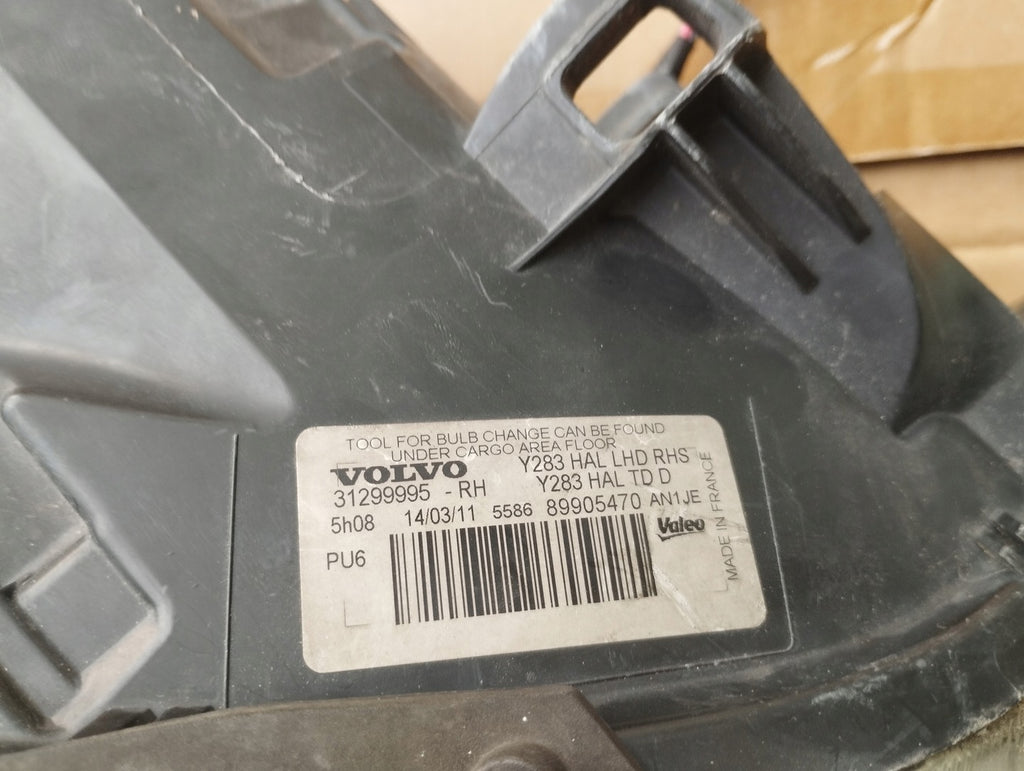 TOOL FOR BULB CHANGE CAN BE FOUND
UNDER CARGO AREA FLOOR
VOLVO Y283 HAL LHD RHS
31299995 - RH Y283 HAL TD D
5h08 14/03/11 5586 89905470 AN1JE
PU6
Valeo
MADE IN FRANCE